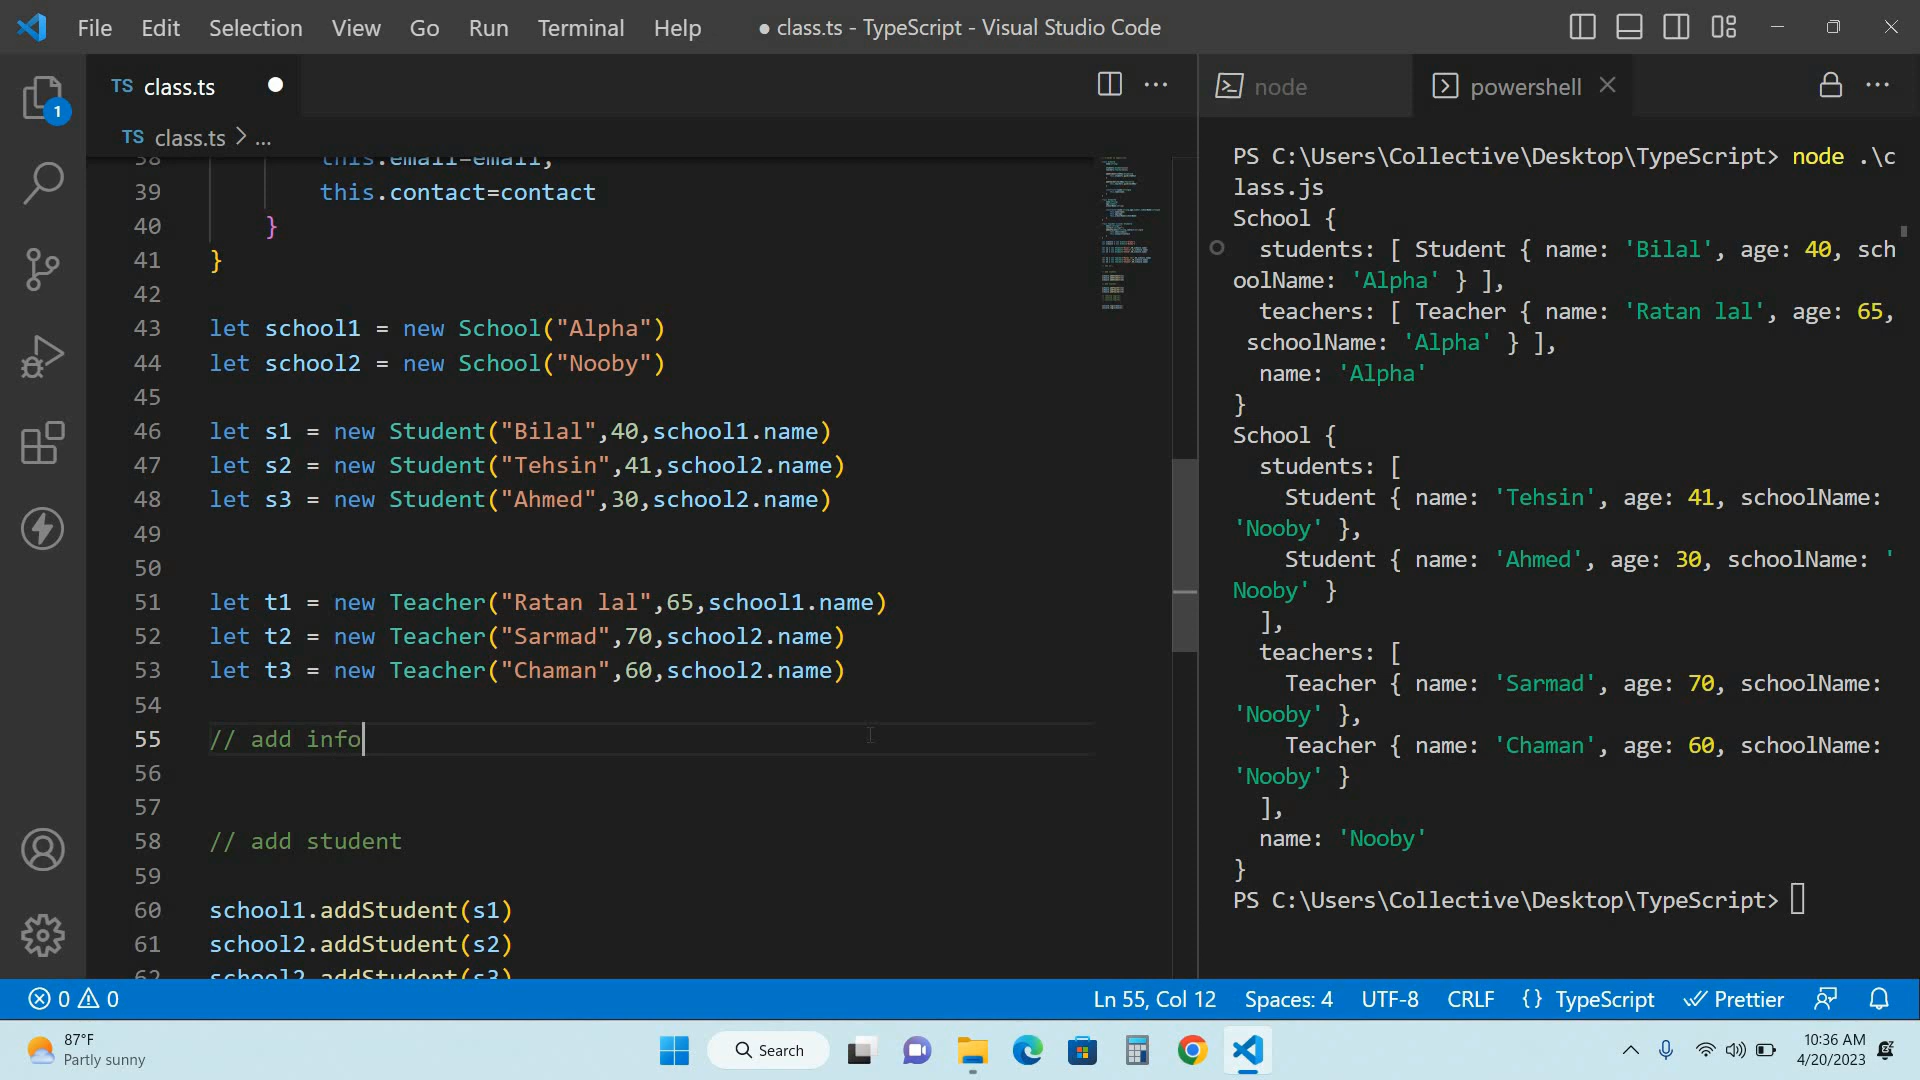 File Edit Selection View Go Run Terminal Help
● class.ts - TypeScript - Visual Studio Code
1
TS class.ts
TS class.ts > ...
38 this.email=email,
39 this.contact=contact
40 }
41 }
42
43 let school1 = new School("Alpha")
44 let school2 = new School("Nooby")
45
46 let s1 = new Student("Bilal",40,school1.name)
47 let s2 = new Student("Tehsin",41,school2.name)
48 let s3 = new Student("Ahmed",30,school2.name)
49
50
51 let t1 = new Teacher("Ratan lal",65,school1.name)
52 let t2 = new Teacher("Sarmad",70,school2.name)
53 let t3 = new Teacher("Chaman",60,school2.name)
54
55 // add info
56
57
58 // add student
59
60 school1.addStudent(s1)
61 school2.addStudent(s2)
62 school2.addStudent(s3)
node powershell
PS C:\Users\Collective\Desktop\TypeScript> node .\c
lass.js
School {
students: [ Student { name: 'Bilal', age: 40, sch
oolName: 'Alpha' } ],
teachers: [ Teacher { name: 'Ratan lal', age: 65,
schoolName: 'Alpha' } ],
name: 'Alpha'
}
School {
students: [
Student { name: 'Tehsin', age: 41, schoolName:
'Nooby' },
Student { name: 'Ahmed', age: 30, schoolName: '
Nooby' }
],
teachers: [
Teacher { name: 'Sarmad', age: 70, schoolName:
'Nooby' },
Teacher { name: 'Chaman', age: 60, schoolName:
'Nooby' }
],
name: 'Nooby'
}
PS C:\Users\Collective\Desktop\TypeScript>
0 0 Ln 55, Col 12 Spaces: 4 UTF-8 CRLF {} TypeScript Prettier
87°F
Partly sunny
Search
10:36 AM
4/20/2023